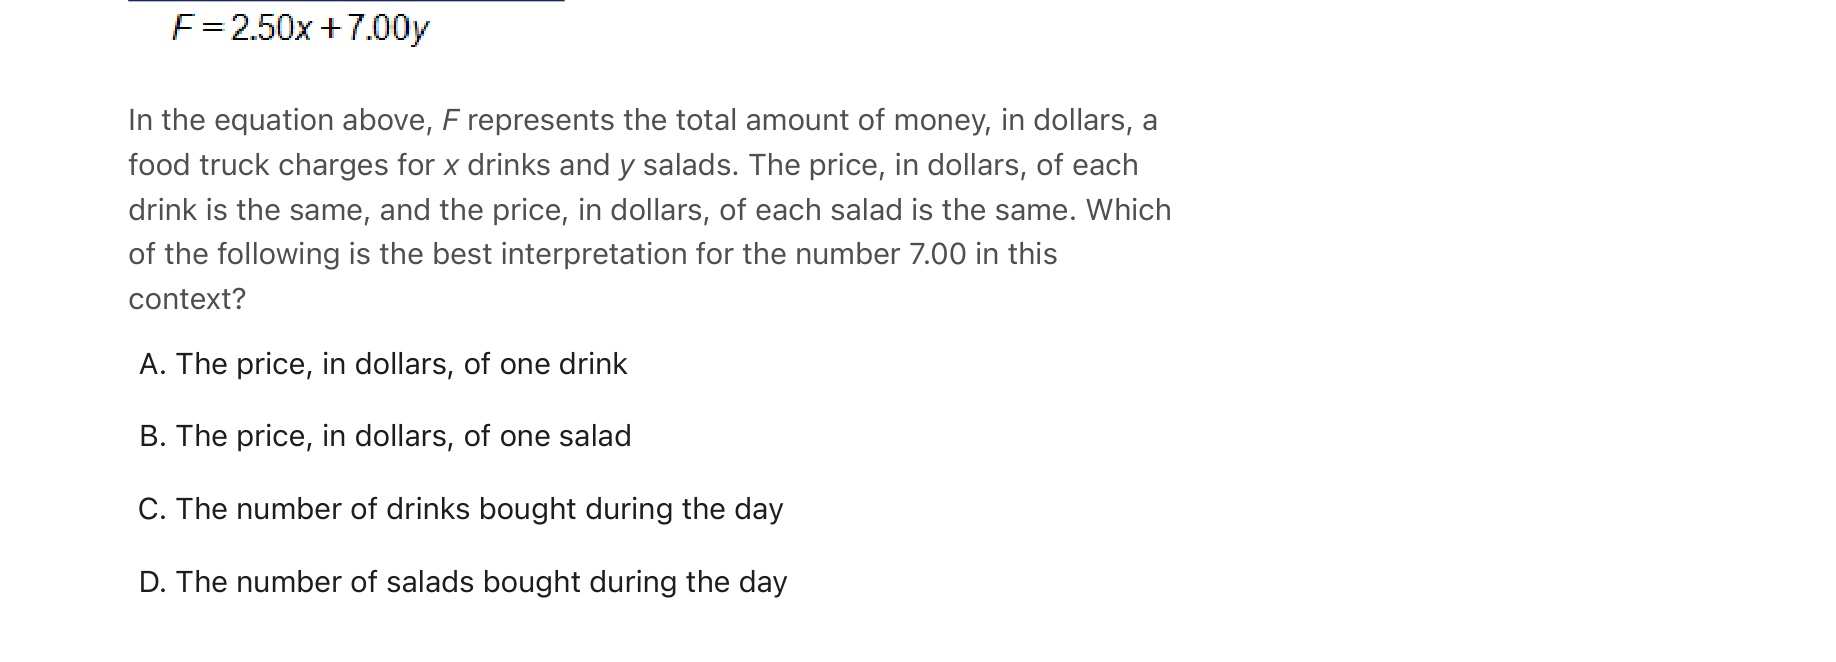 F = 2.50x + 7.00y
In the equation above, F represents the total amount of money, in dollars, a
food truck charges for x drinks and y salads. The price, in dollars, of each
drink is the same, and the price, in dollars, of each salad is the same. Which
of the following is the best interpretation for the number 7.00 in this
context?
A. The price, in dollars, of one drink
B. The price, in dollars, of one salad
C. The number of drinks bought during the day
D. The number of salads bought during the day